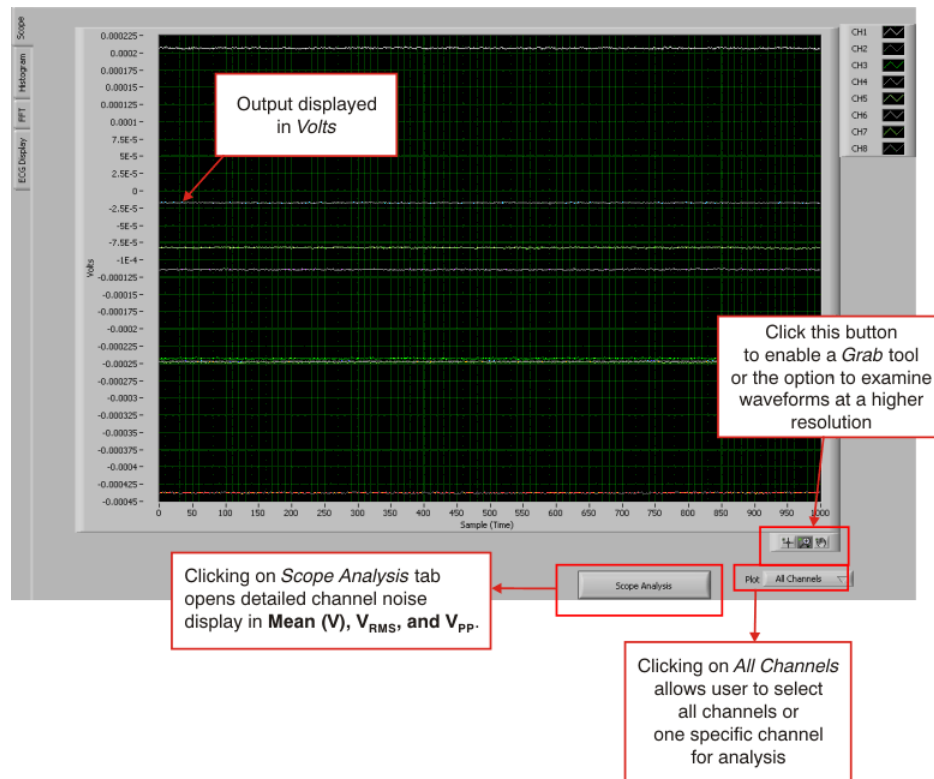 Scope
Histogram
FFT
ECG Display
0.000225
0.0002
0.000175
0.00015
0.000125
0.0001
7.5E-5
5E-5
2.5E-5
0
-2.5E-5
-5E-5
-7.5E-5
-1E-4
-0.000125
-0.00015
-0.000175
-0.0002
-0.000225
-0.00025
-0.000275
-0.0003
-0.000325
-0.00035
-0.000375
-0.0004
-0.000425
-0.00045
Volts
0 50 100 150 200 250 300 350 400 450 500 550 600 650 700 750 800 850 900 950 1000
Sample (Time)
CH1
CH2
CH3
CH4
CH5
CH6
CH7
CH8
Output displayed
in Volts
Click this button
to enable a Grab tool
or the option to examine
waveforms at a higher
resolution
Clicking on Scope Analysis tab
opens detailed channel noise
display in Mean (V), VRMS, and VPP.
Scope Analysis
Plot All Channels
Clicking on All Channels
allows user to select
all channels or
one specific channel
for analysis